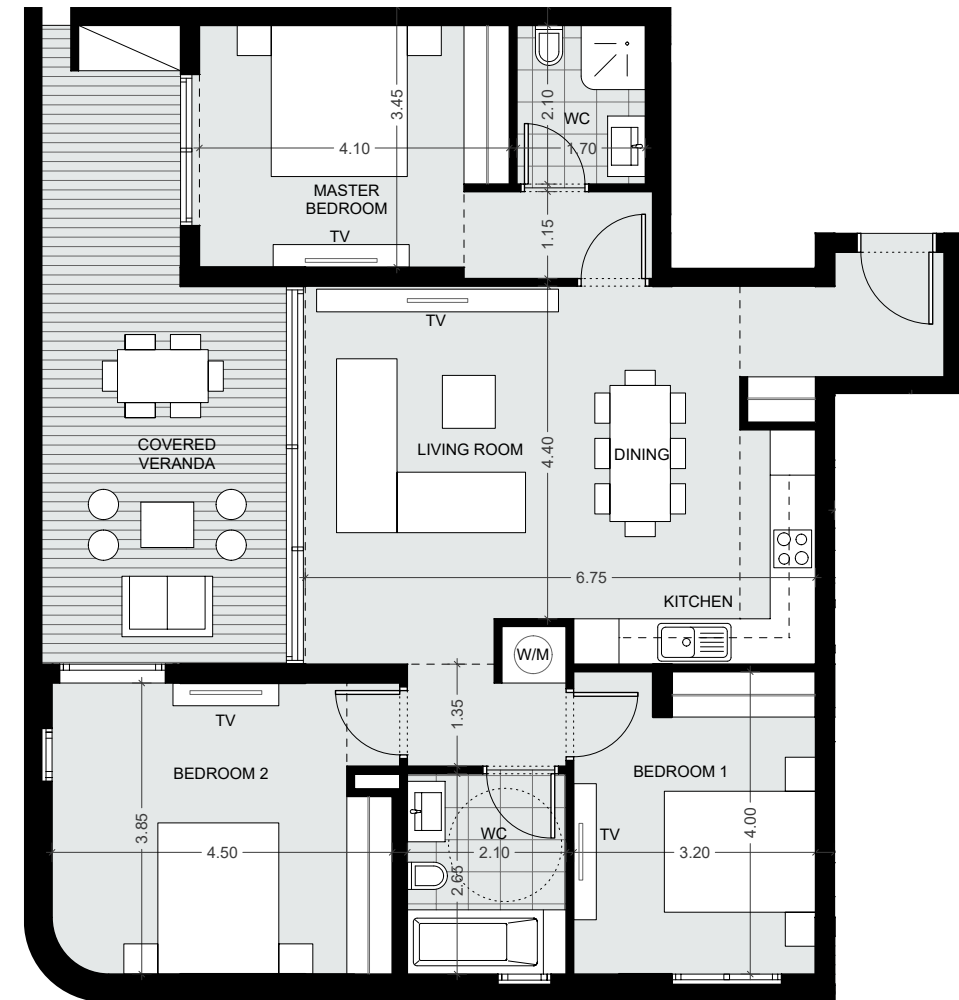 3.45
2.10
WC
4.10
1.70
MASTER
BEDROOM
TV
1.15
TV
COVERED
VERANDA
LIVING ROOM
4.40
DINING
6.75
KITCHEN
W/M
TV
1.35
BEDROOM 2
BEDROOM 1
3.85
WC
TV
4.00
4.50
2.10
3.20
2.65